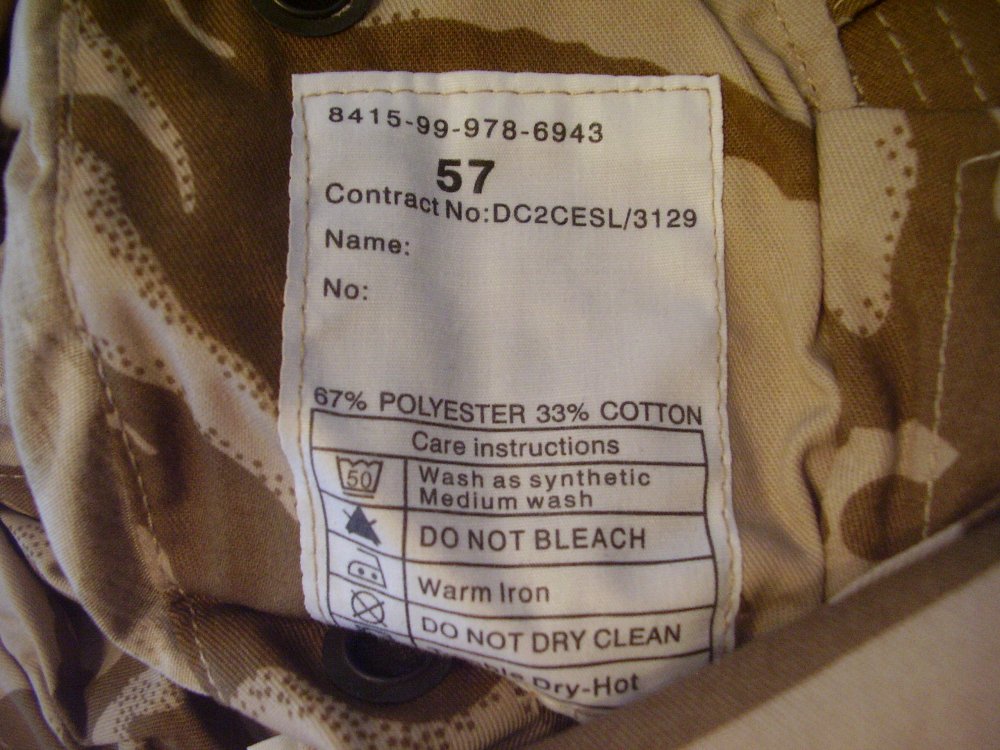 8415-99-978-6943
57
Contract No:DC2CESL/3129
Name:
No:
67% POLYESTER 33% COTTON
Care instructions
50
Wash as synthetic
Medium wash
DO NOT BLEACH
Warm Iron
DO NOT DRY CLEAN
Dry-Hot